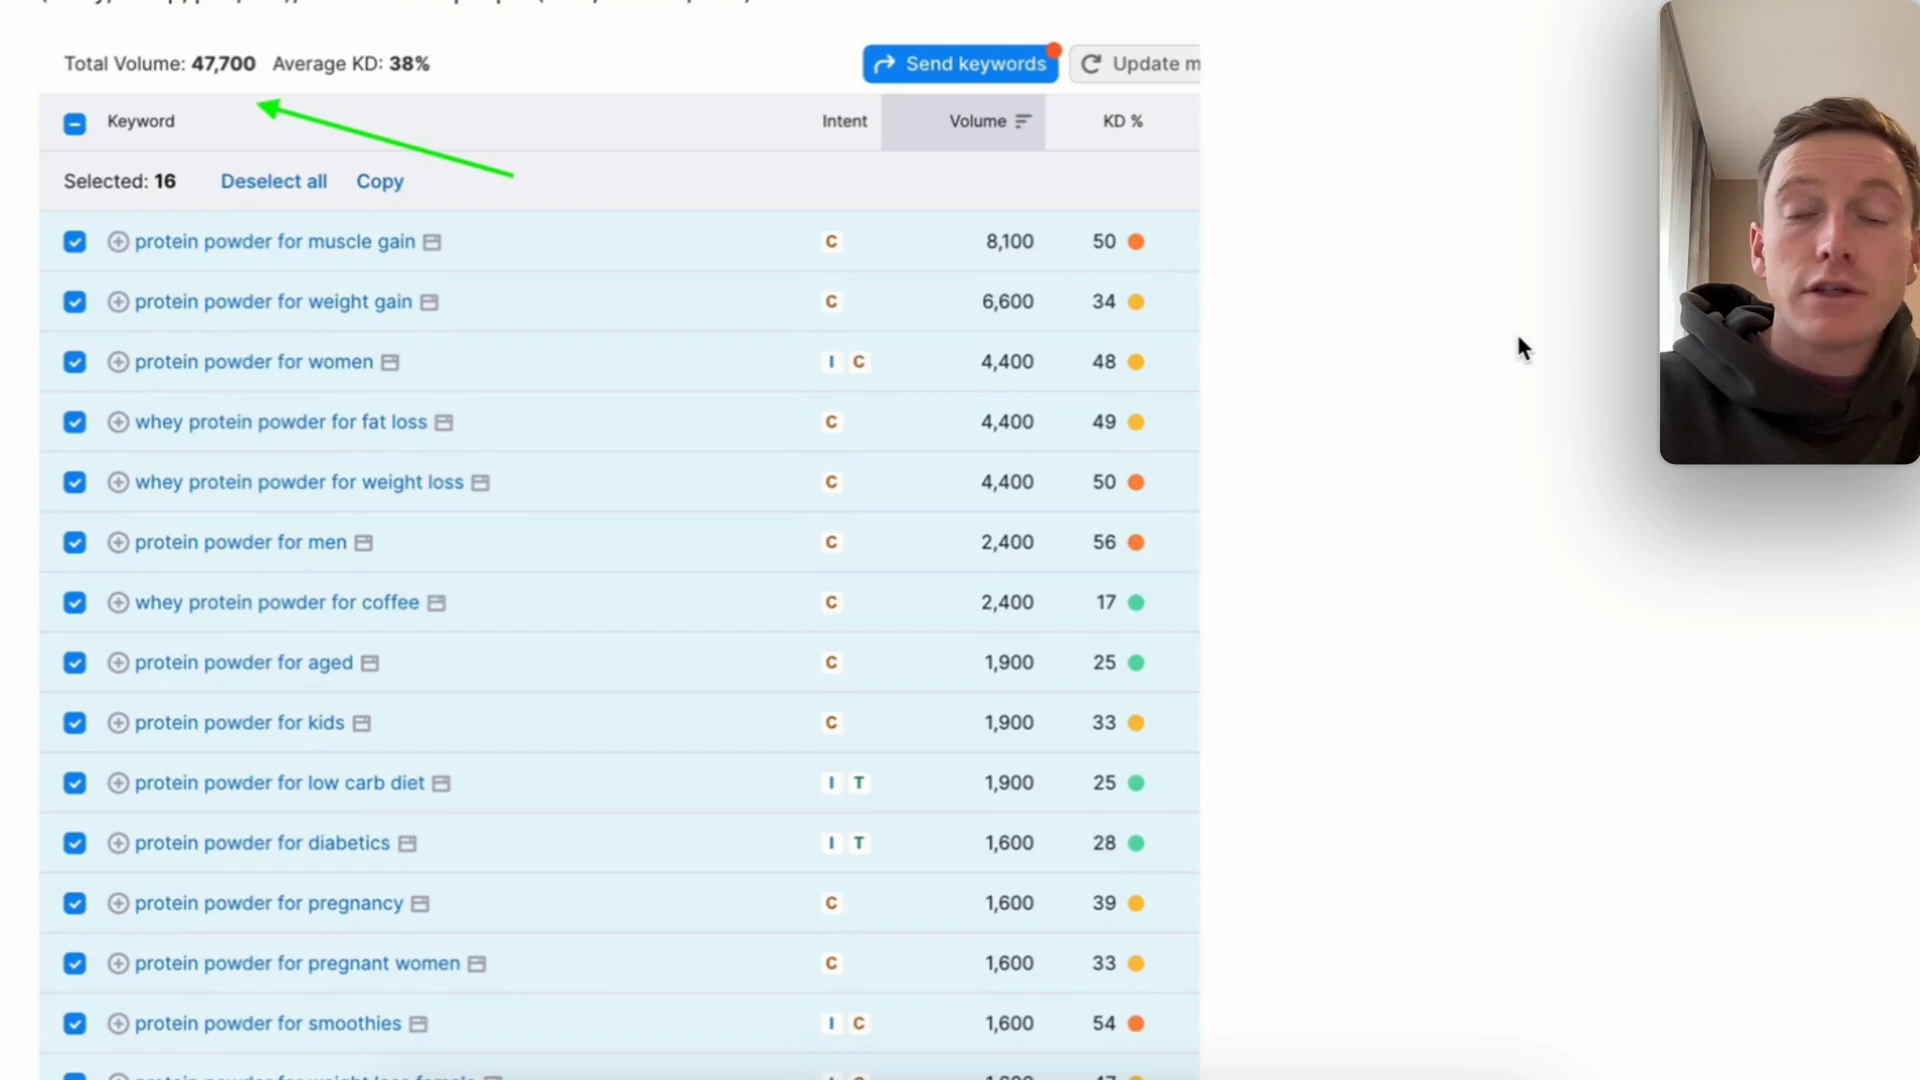 Total Volume: 47,700 Average KD: 38% Send keywords Update m
Keyword Intent Volume KD %
Selected: 16 Deselect all Copy
protein powder for muscle gain C 8,100 50
protein powder for weight gain C 6,600 34
protein powder for women I C 4,400 48
whey protein powder for fat loss C 4,400 49
whey protein powder for weight loss C 4,400 50
protein powder for men C 2,400 56
whey protein powder for coffee C 2,400 17
protein powder for aged C 1,900 25
protein powder for kids C 1,900 33
protein powder for low carb diet I T 1,900 25
protein powder for diabetics I T 1,600 28
protein powder for pregnancy C 1,600 39
protein powder for pregnant women C 1,600 33
protein powder for smoothies I C 1,600 54